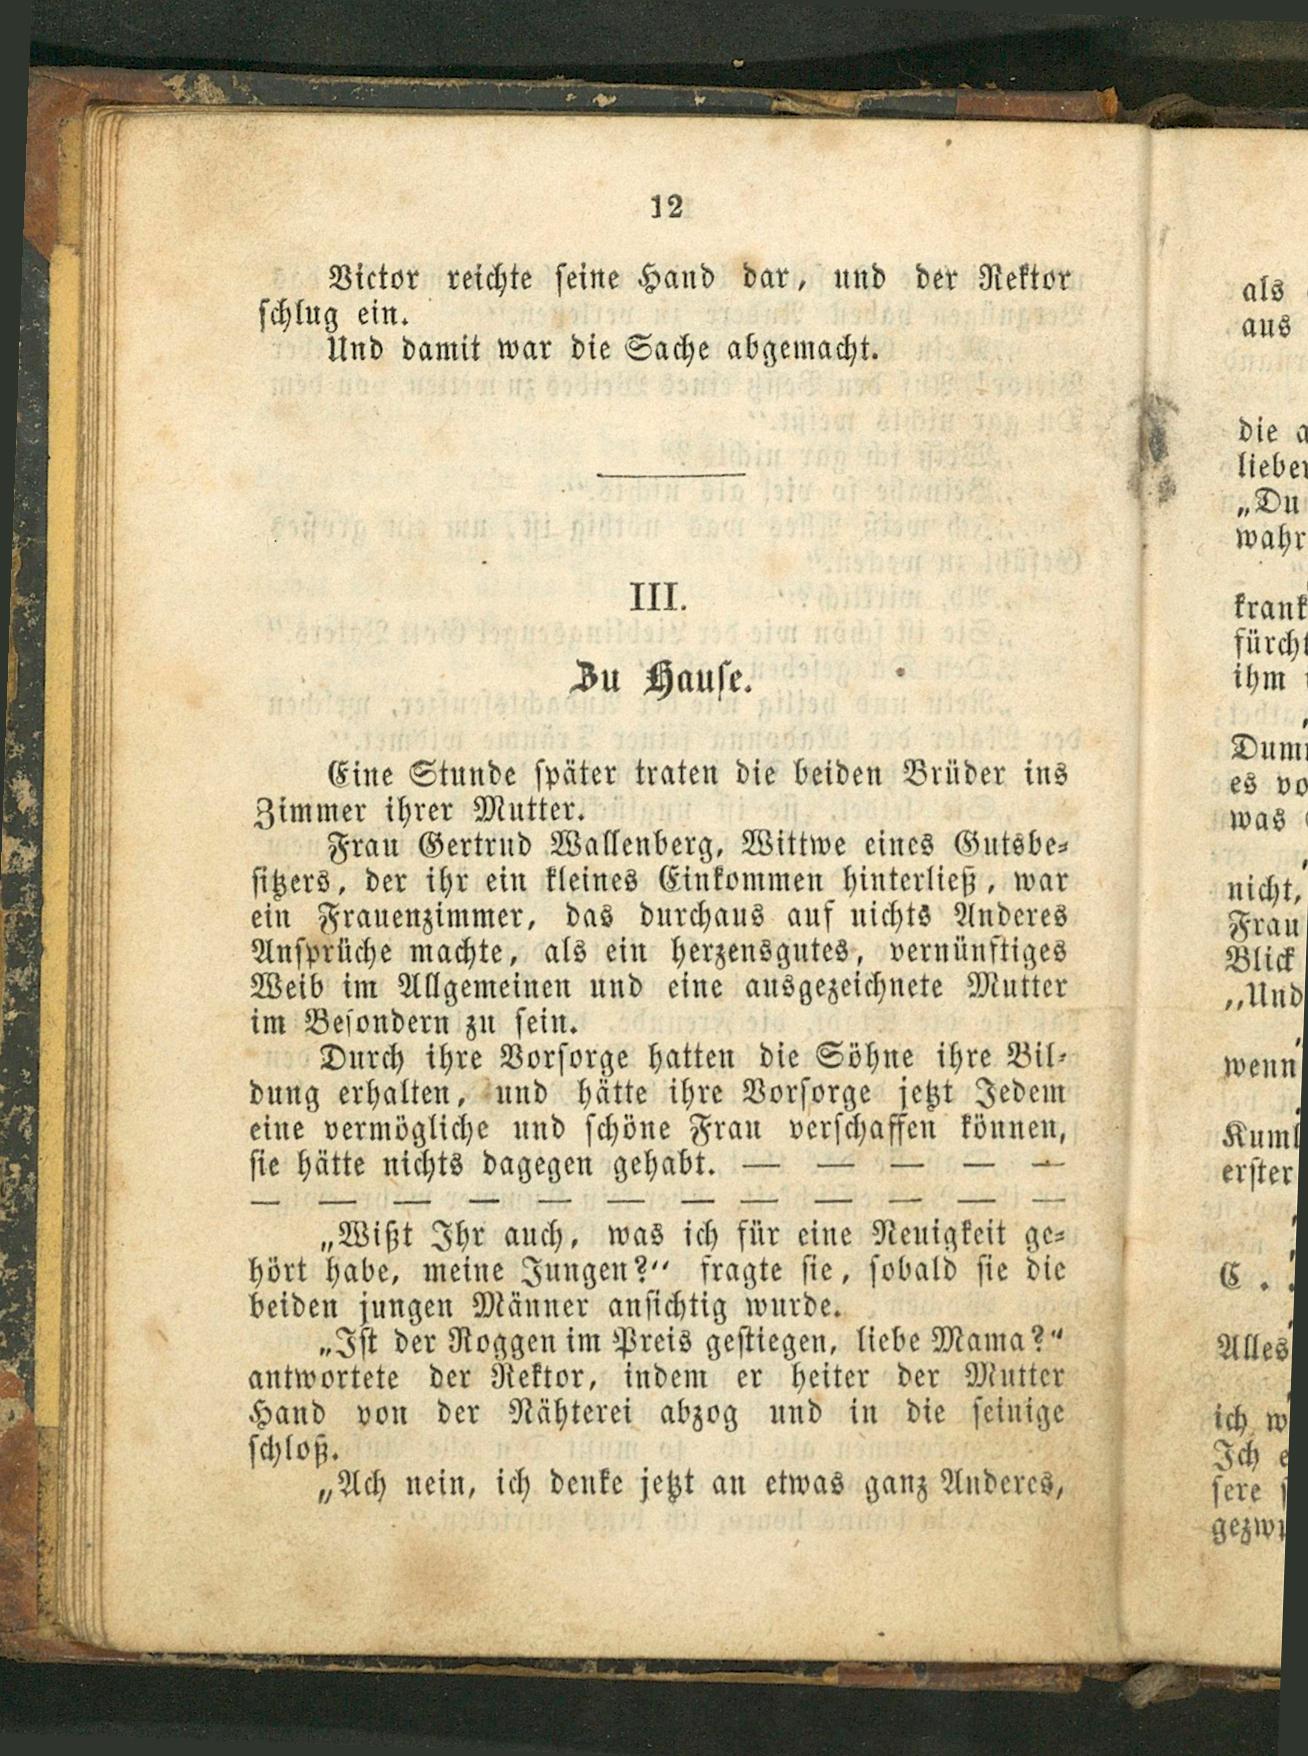 12
Victor reichte seine Hand dar, und der Rektor
schlug ein.
Und damit war die Sache abgemacht.
III.
Zu Hause.
Eine Stunde später traten die beiden Brüder ins
Zimmer ihrer Mutter.
Frau Gertrud Wallenberg, Wittwe eines Gutsbe-
sitzers, der ihr ein kleines Einkommen hinterließ, war
ein Frauenzimmer, das durchaus auf nichts Anderes
Ansprüche machte, als ein herzensgutes, vernünftiges
Weib im Allgemeinen und eine ausgezeichnete Mutter
im Besondern zu sein.
Durch ihre Vorsorge hatten die Söhne ihre Bil-
dung erhalten, und hätte ihre Vorsorge jetzt Jedem
eine vermögliche und schöne Frau verschaffen können,
sie hätte nichts dagegen gehabt. — — — — —
— — — — — — — — — — — —
„Wißt Ihr auch, was ich für eine Neuigkeit ge-
hört habe, meine Jungen?“ fragte sie, sobald sie die
beiden jungen Männer ansichtig wurde.
„Ist der Roggen im Preis gestiegen, liebe Mama?“
antwortete der Rektor, indem er heiter der Mutter
Hand von der Nähterei abzog und in die seinige
schloß.
„Ach nein, ich denke jetzt an etwas ganz Anderes,
als
aus
die
„Du
ihm
es
was
nicht,
Frau
Blick
„Und
wenn
erster
E . .
Alles
ich
Ich